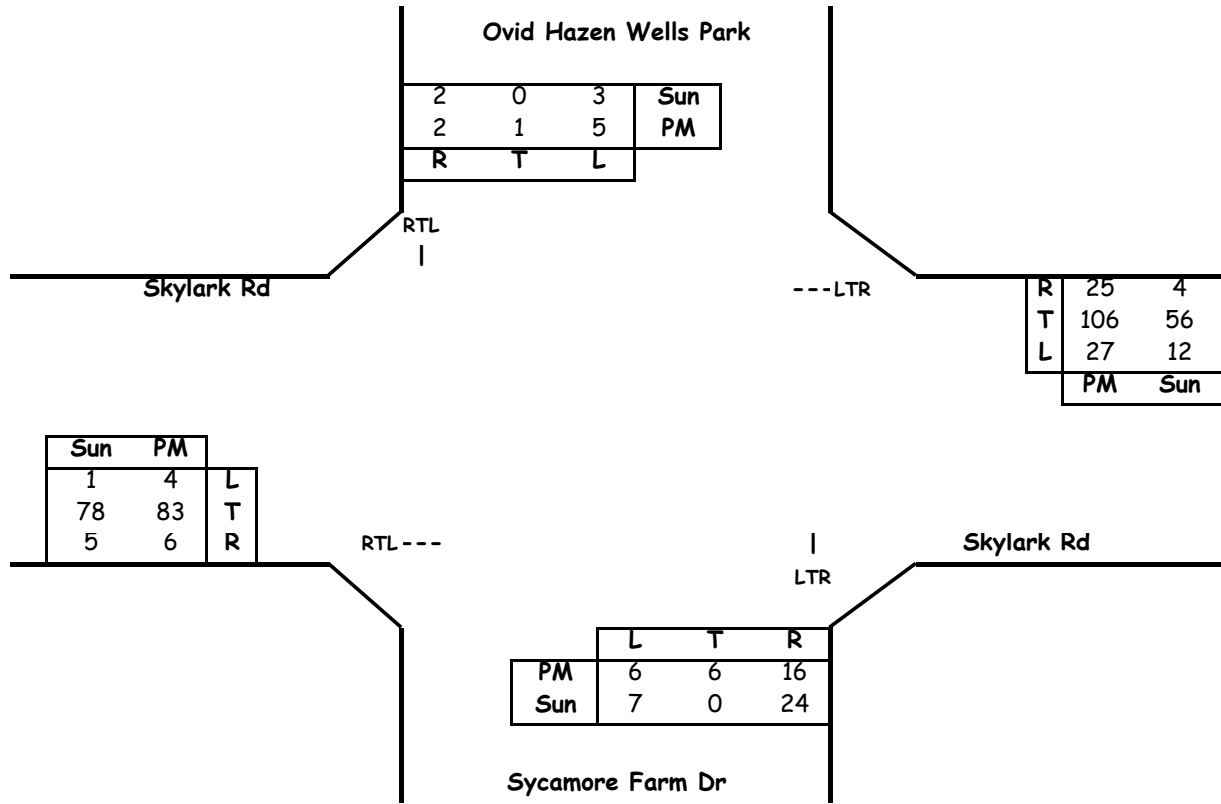 Ovid Hazen Wells Park
2 0 3 Sun
2 1 5 PM
R T L
RTL
Skylark Rd
---LTR
R 25 4
T 106 56
L 27 12
PM Sun
Sun PM
1 4 L
78 83 T
5 6 R
RTL---
Skylark Rd
LTR
L T R
PM 6 6 16
Sun 7 0 24
Sycamore Farm Dr